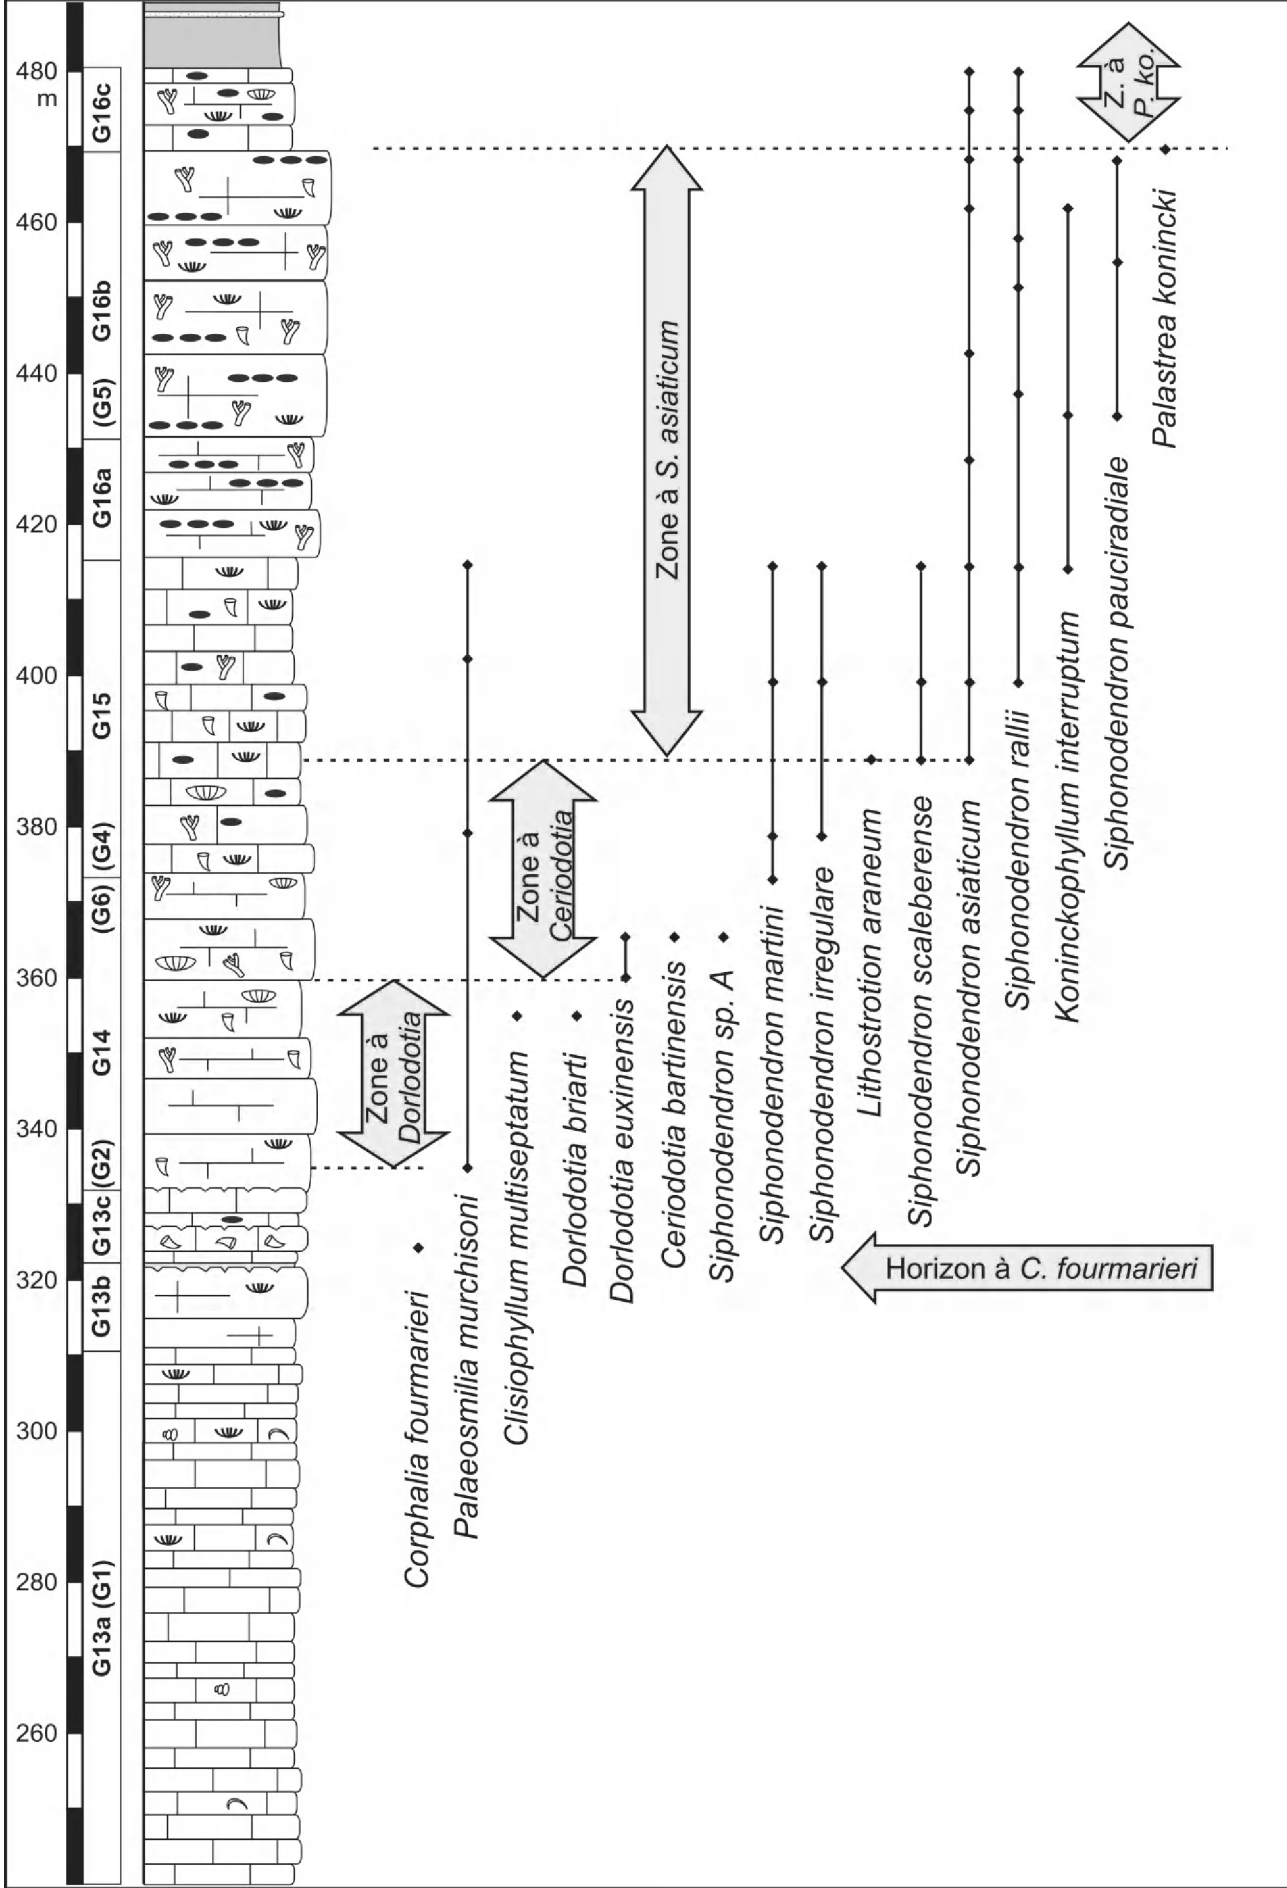 480
m
460
440
420
400
380
360
340
320
300
280
260
G16c
G16b
(G5)
G16a
G15
(G4)
(G6)
G14
(G2)
G13c
G13b
G13a (G1)
Z. à
P. ko.
Zone à S. asiaticum
Zone à
Ceriodotia
Zone à
Dorlodotia
Horizon à C. fourmarieri
Corphalia fourmarieri
Palaeosmilia murchisoni
Clisiophyllum multiseptatum
Dorlodotia briarti
Dorlodotia euxinensis
Ceriodotia bartinensis
Siphonodendron sp. A
Siphonodendron martini
Siphonodendron irregulare
Lithostrotion araneum
Siphonodendron scaleberense
Siphonodendron asiaticum
Siphonodendron rallii
Koninckophyllum interruptum
Siphonodendron pauciradiale
Palastrea konincki